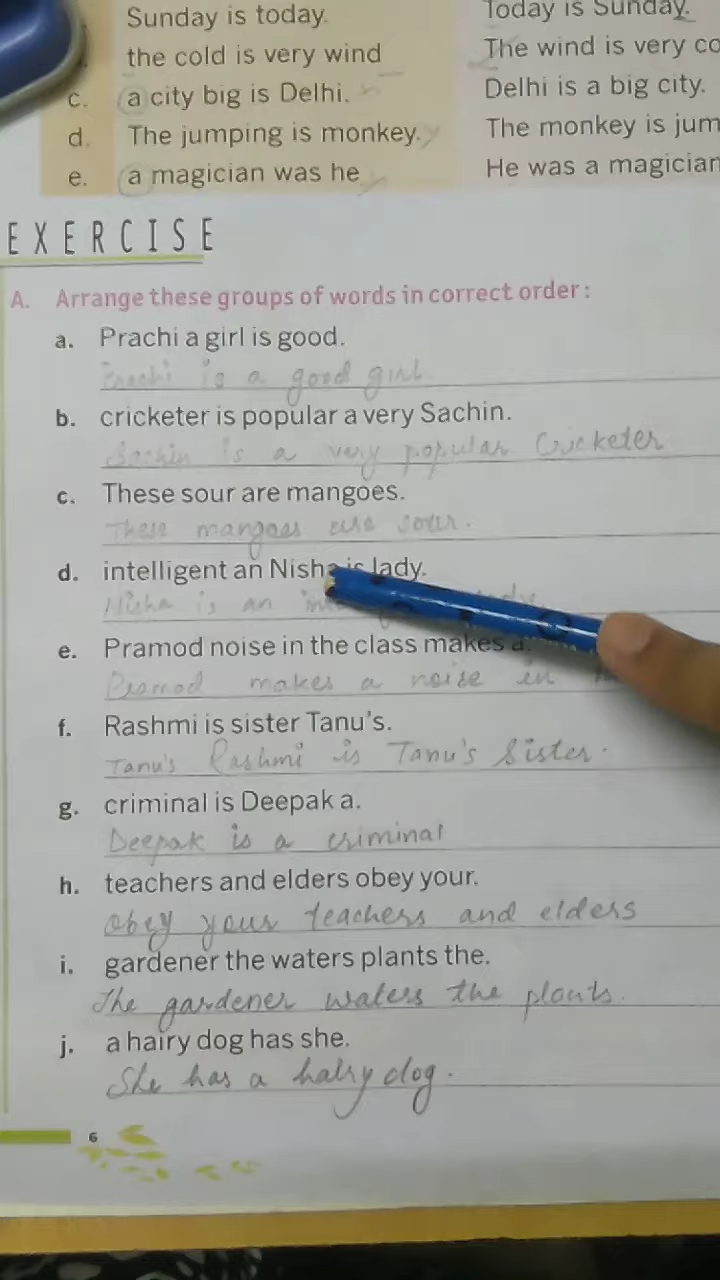 Sunday is today.
Today is Sunday.
the cold is very wind
The wind is very co
c. a city big is Delhi.
Delhi is a big city.
d. The jumping is monkey.
The monkey is jum
e. a magician was he
He was a magician
EXERCISE
A. Arrange these groups of words in correct order:
a. Prachi a girl is good.
Prachi is a good girl
b. cricketer is popular a very Sachin.
Sachin is a very popular Cricketer
c. These sour are mangoes.
These mangoes are sour.
d. intelligent an Nisha is lady.
Nisha is an in lady
e. Pramod noise in the class makes a.
Pramod makes a noise in
f. Rashmi is sister Tanu's.
Tanu's Rashmi is Tanu's Sister.
g. criminal is Deepak a.
Deepak is a criminal
h. teachers and elders obey your.
obey your teachers and elders
i. gardener the waters plants the.
The gardener waters the plants.
j. a hairy dog has she.
She has a hairy dog.
6